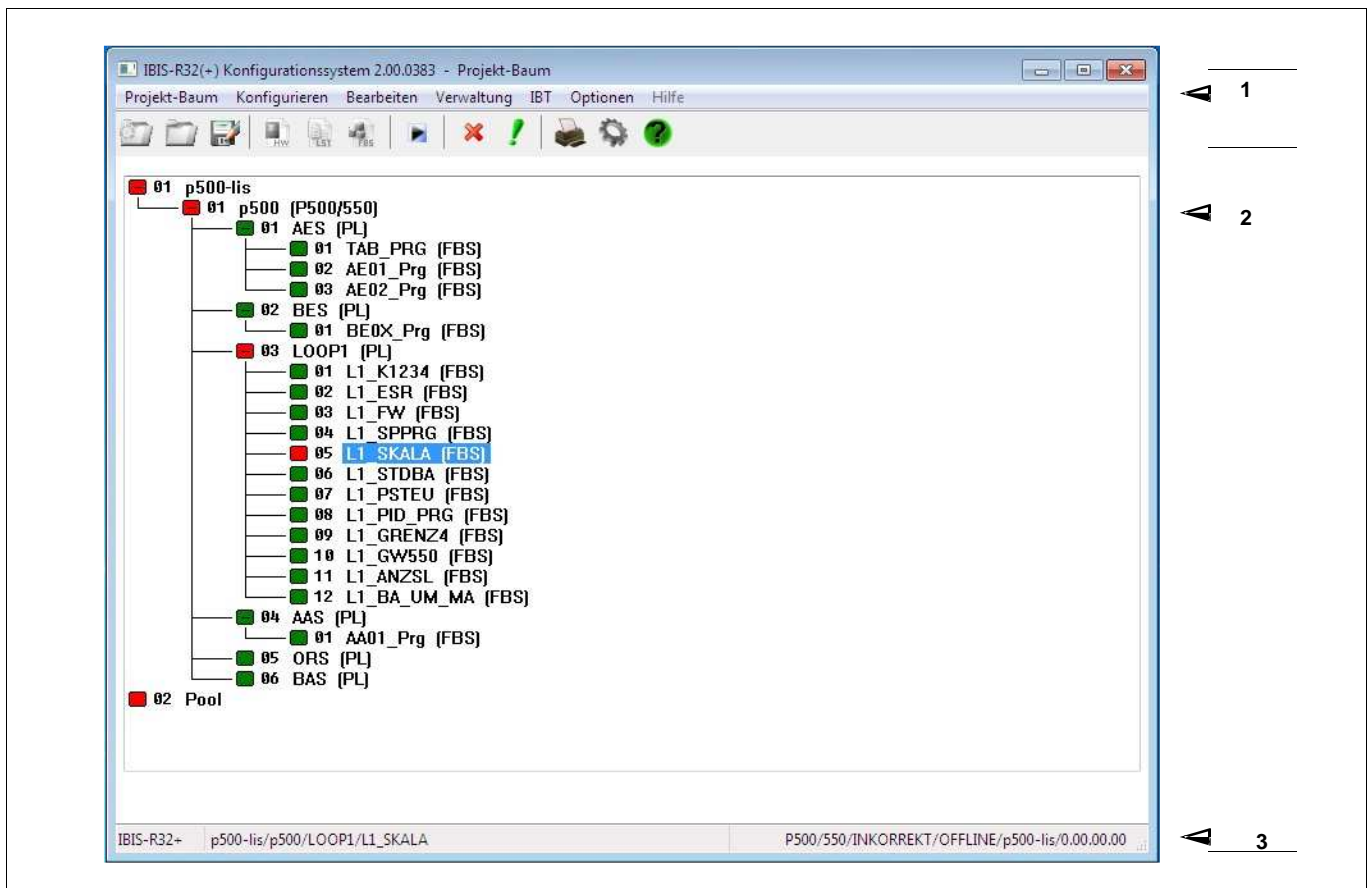 IBIS-R32(+) Konfigurationssystem 2.00.0383 - Projekt-Baum
Projekt-Baum Konfigurieren Bearbeiten Verwaltung IBT Optionen Hilfe
1
HW LST FBS
01 p500-lis
01 p500 (P500/550)
2
01 AES (PL)
01 TAB_PRG (FBS)
02 AE01_Prg (FBS)
03 AE02_Prg (FBS)
02 BES (PL)
01 BE0X_Prg (FBS)
03 LOOP1 (PL)
01 L1_K1234 (FBS)
02 L1_ESR (FBS)
03 L1_FW (FBS)
04 L1_SPPRG (FBS)
05 L1_SKALA (FBS)
06 L1_STDBA (FBS)
07 L1_PSTEU (FBS)
08 L1_PID_PRG (FBS)
09 L1_GRENZ4 (FBS)
10 L1_GW550 (FBS)
11 L1_ANZSL (FBS)
12 L1_BA_UM_MA (FBS)
04 AAS (PL)
01 AA01_Prg (FBS)
05 ORS (PL)
06 BAS (PL)
02 Pool
IBIS-R32+ p500-lis/p500/LOOP1/L1_SKALA P500/550/INKORREKT/OFFLINE/p500-lis/0.00.00.00
3